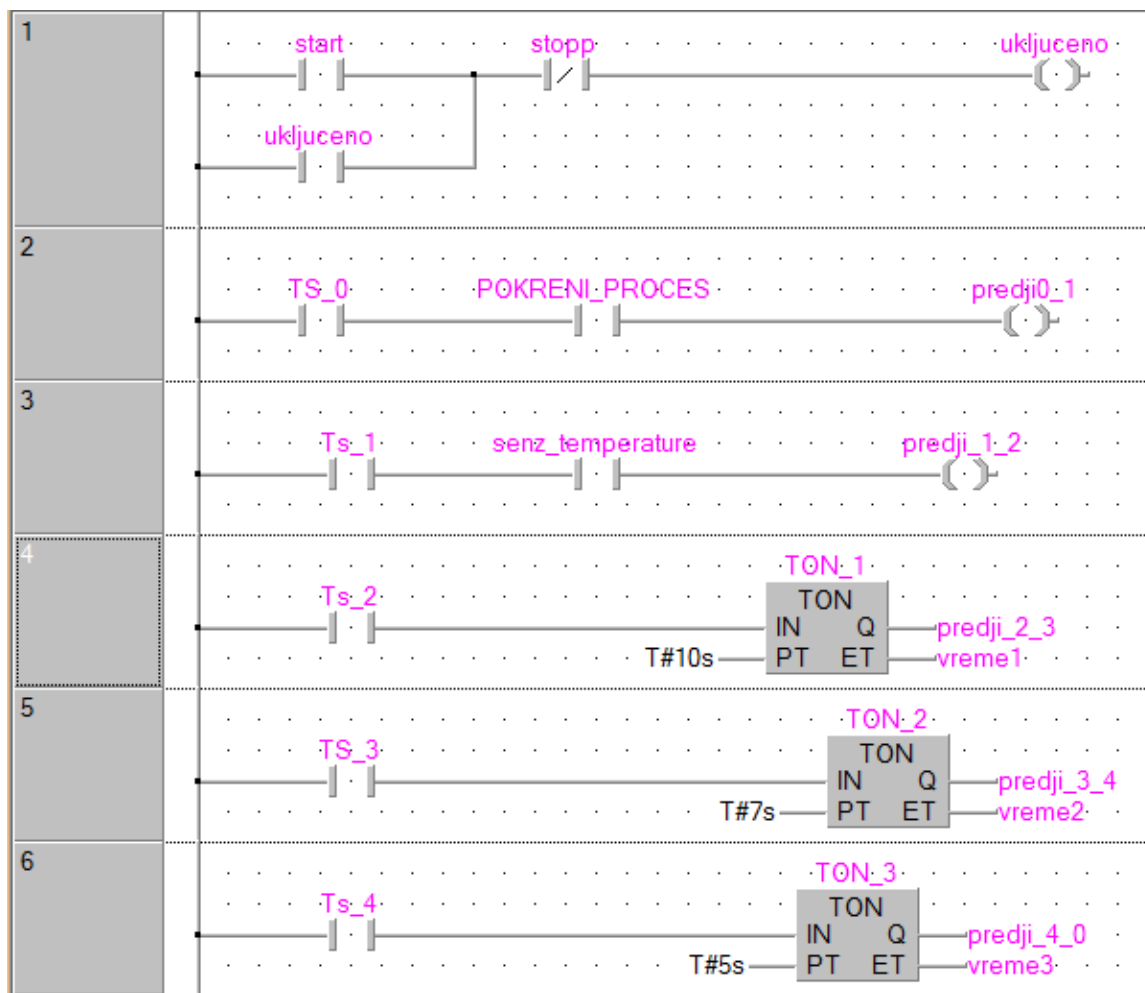 1
start stopp ukljuceno
ukljuceno
2
TS_0 POKRENI_PROCES predji0_1
3
Ts_1 senz_temperature predji_1_2
4
TON_1
Ts_2 TON
IN Q predji_2_3
T#10s PT ET vreme1
5
TON_2
TS_3 TON
IN Q predji_3_4
T#7s PT ET vreme2
6
TON_3
Ts_4 TON
IN Q predji_4_0
T#5s PT ET vreme3